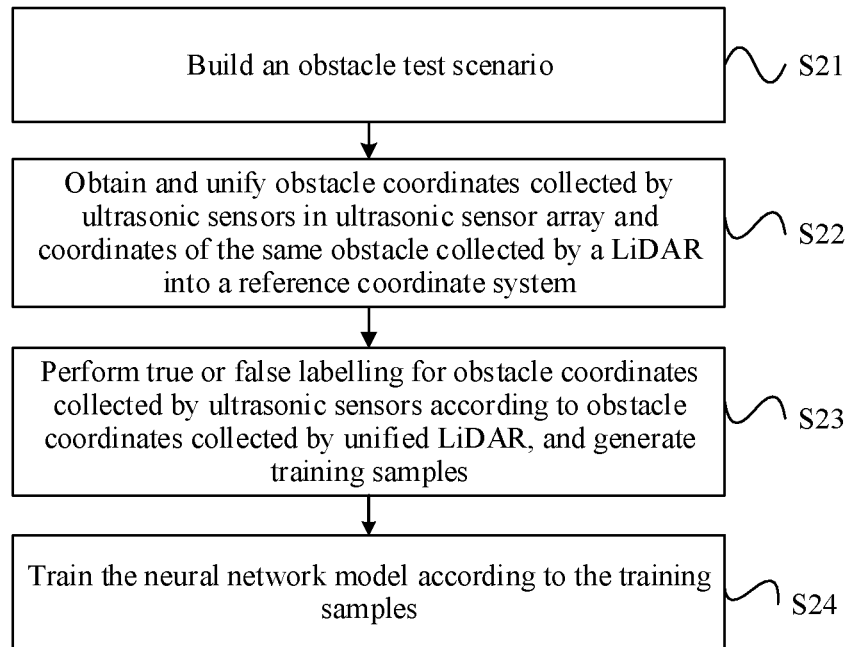 Build an obstacle test scenario
S21
Obtain and unify obstacle coordinates collected by
ultrasonic sensors in ultrasonic sensor array and
coordinates of the same obstacle collected by a LiDAR
into a reference coordinate system
S22
Perform true or false labelling for obstacle coordinates
collected by ultrasonic sensors according to obstacle
coordinates collected by unified LiDAR, and generate
training samples
S23
Train the neural network model according to the training
samples
S24